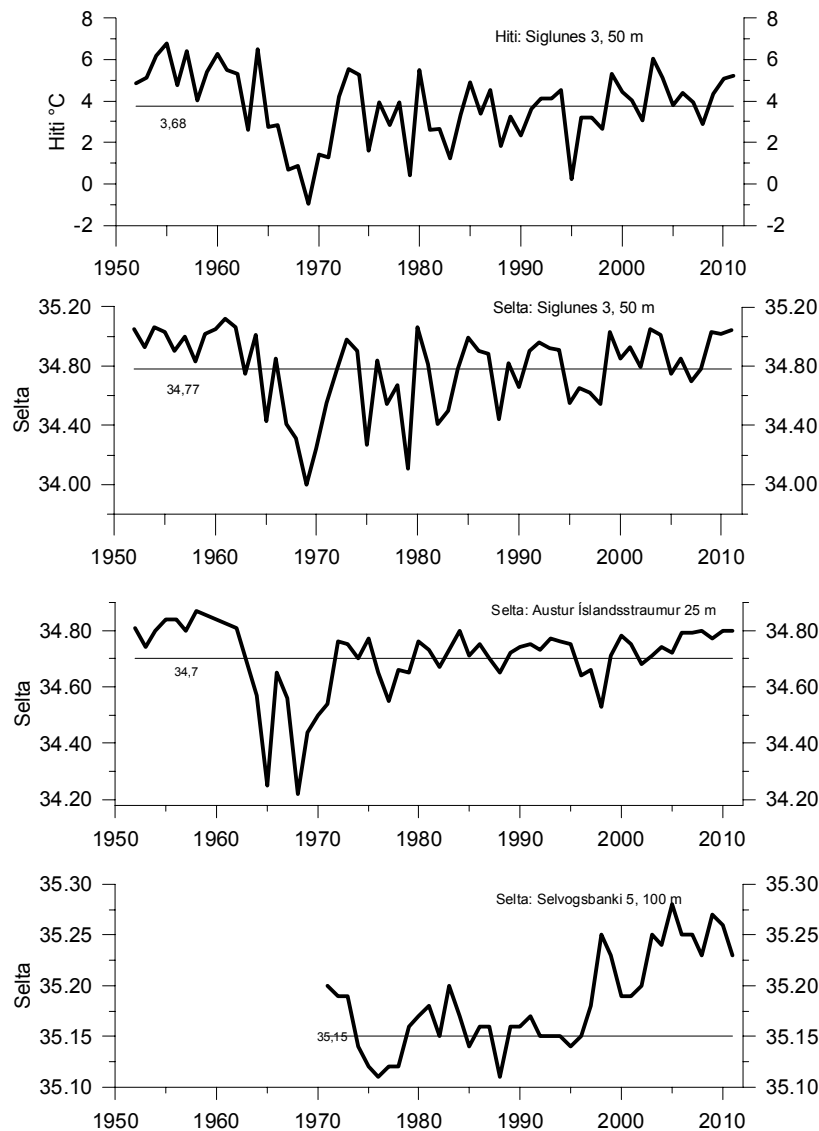 Hiti: Siglunes 3, 50 m
Hiti °C
8 8
6 6
4 4
3,68
2 2
0 0
-2 -2
1950 1960 1970 1980 1990 2000 2010
Selta: Siglunes 3, 50 m
Selta
35.20 35.20
34.80 34.80
34,77
34.40 34.40
34.00 34.00
1950 1960 1970 1980 1990 2000 2010
Selta: Austur Íslandsstraumur 25 m
Selta
34.80 34.80
34,7
34.60 34.60
34.40 34.40
34.20 34.20
1950 1960 1970 1980 1990 2000 2010
35.30 35.30
Selta: Selvogsbanki 5, 100 m
Selta
35.25 35.25
35.20 35.20
35,15
35.15 35.15
35.10 35.10
1950 1960 1970 1980 1990 2000 2010